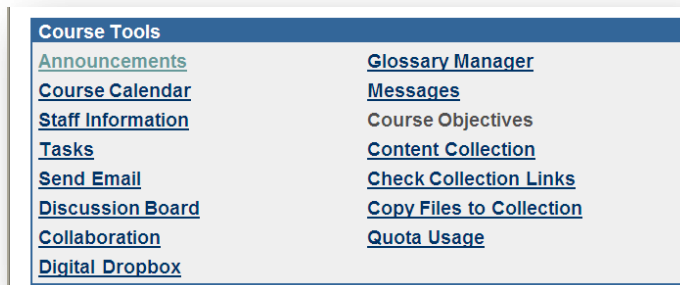 Course Tools
Announcements
Course Calendar
Staff Information
Tasks
Send Email
Discussion Board
Collaboration
Digital Dropbox
Glossary Manager
Messages
Course Objectives
Content Collection
Check Collection Links
Copy Files to Collection
Quota Usage